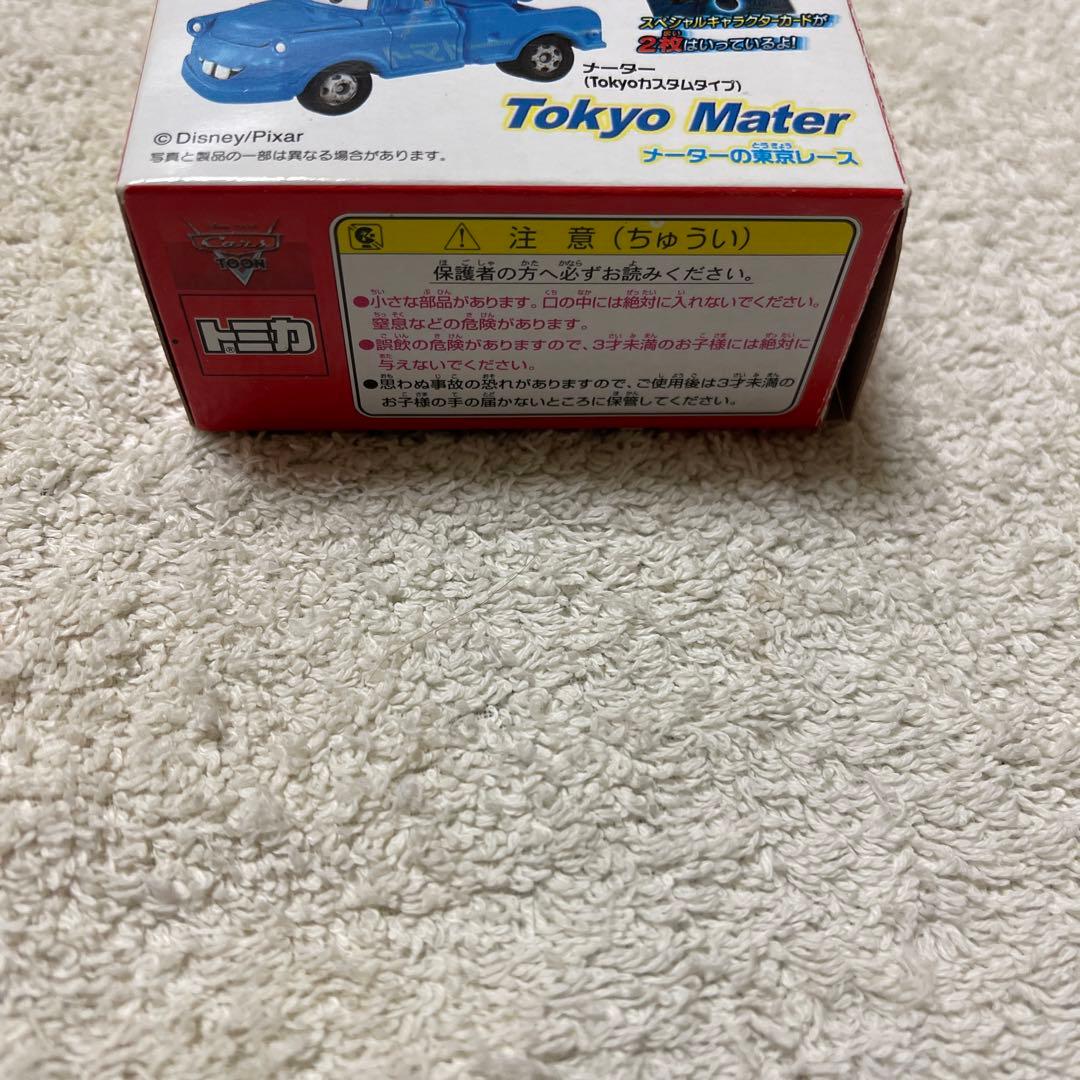 スペシャルキャラクターカードが
2枚はいっているよ!
メーター
(Tokyoカスタムタイプ)
Tokyo Mater
メーターの東京レース
©Disney/Pixar
写真と製品の一部は異なる場合があります。
Cars
TOON
トミカ®
注 意(ちゅうい)
保護者の方へ必ずお読みください。
●小さな部品があります。口の中には絶対に入れないでください。
窒息などの危険があります。
●誤飲の危険がありますので、3才未満のお子様には絶対に
与えないでください。
●思わぬ事故の恐れがありますので、ご使用後は3才未満の
お子様の手の届かないところに保管してください。